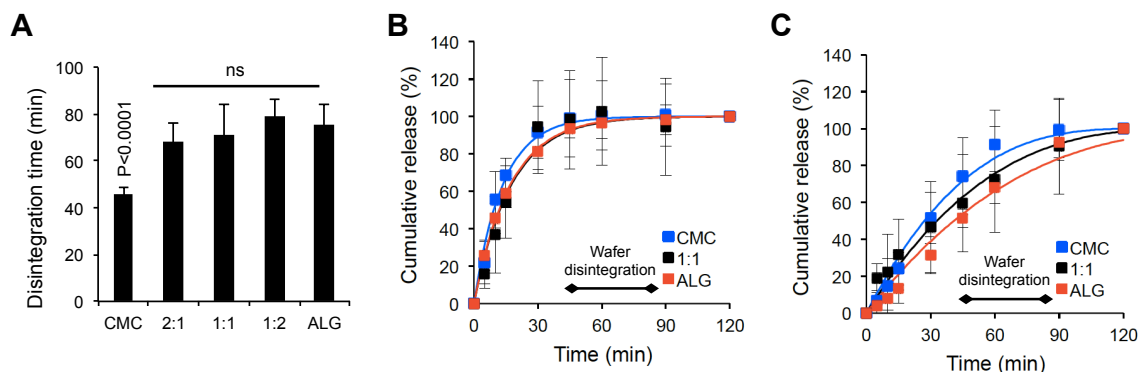 A
Disintegration time (min)
100
80
60
40
20
0
P<0.0001
ns
CMC
2:1
1:1
1:2
ALG
B
Cumulative release (%)
140
120
100
80
60
40
20
0
CMC
1:1
ALG
Wafer
disintegration
0
30
60
90
120
Time (min)
C
Cumulative release (%)
140
120
100
80
60
40
20
0
CMC
1:1
ALG
Wafer
disintegration
0
30
60
90
120
Time (min)